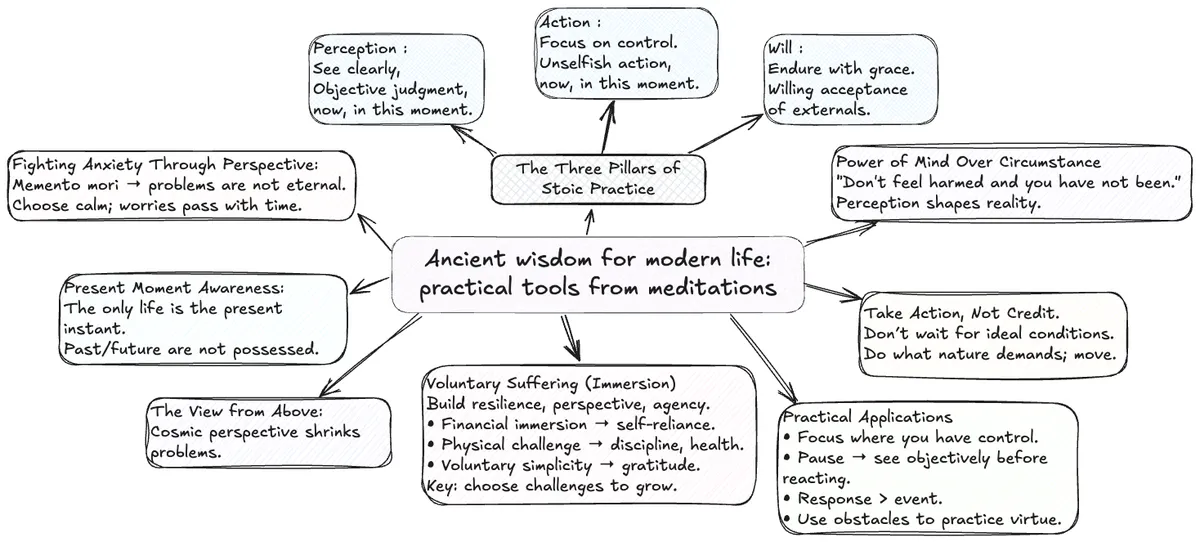 Action :
Focus on control.
Unselfish action,
now, in this moment.
Perception :
See clearly,
Objective judgment,
now, in this moment.
Will :
Endure with grace.
Willing acceptance
of externals.
The Three Pillars of
Stoic Practice
Fighting Anxiety Through Perspective:
Memento mori → problems are not eternal.
Choose calm; worries pass with time.
Power of Mind Over Circumstance
"Don't feel harmed and you have not been."
Perception shapes reality.
Ancient wisdom for modern life:
practical tools from meditations
Present Moment Awareness:
The only life is the present
instant.
Past/future are not possessed.
Take Action, Not Credit.
Don't wait for ideal conditions.
Do what nature demands; move.
The View from Above:
Cosmic perspective shrinks
problems.
Voluntary Suffering (Immersion)
Build resilience, perspective, agency.
• Financial immersion → self-reliance.
• Physical challenge → discipline, health.
• Voluntary simplicity → gratitude.
Key: choose challenges to grow.
Practical Applications
• Focus where you have control.
• Pause → see objectively before
reacting.
• Response > event.
• Use obstacles to practice virtue.